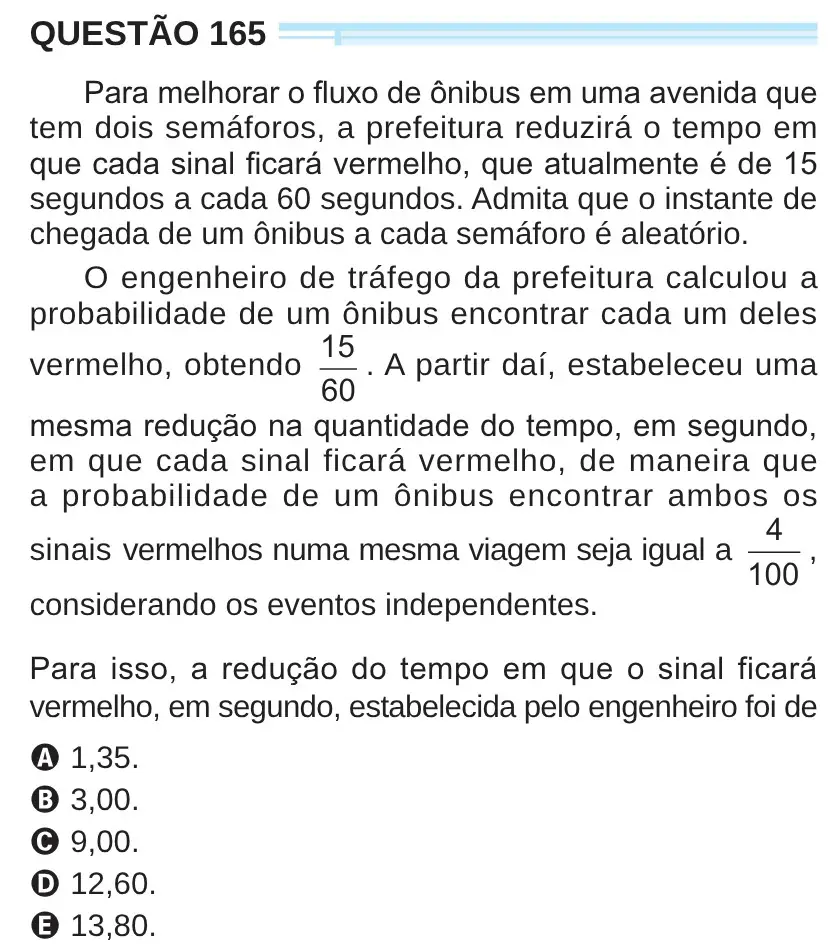 QUESTÃO 165
Para melhorar o fluxo de ônibus em uma avenida que
tem dois semáforos, a prefeitura reduzirá o tempo em
que cada sinal ficará vermelho, que atualmente é de 15
segundos a cada 60 segundos. Admita que o instante de
chegada de um ônibus a cada semáforo é aleatório.
O engenheiro de tráfego da prefeitura calculou a
probabilidade de um ônibus encontrar cada um deles
vermelho, obtendo 15/60. A partir daí, estabeleceu uma
mesma redução na quantidade do tempo, em segundo,
em que cada sinal ficará vermelho, de maneira que
a probabilidade de um ônibus encontrar ambos os
sinais vermelhos numa mesma viagem seja igual a 4/100,
considerando os eventos independentes.
Para isso, a redução do tempo em que o sinal ficará
vermelho, em segundo, estabelecida pelo engenheiro foi de
A 1,35.
B 3,00.
C 9,00.
D 12,60.
E 13,80.